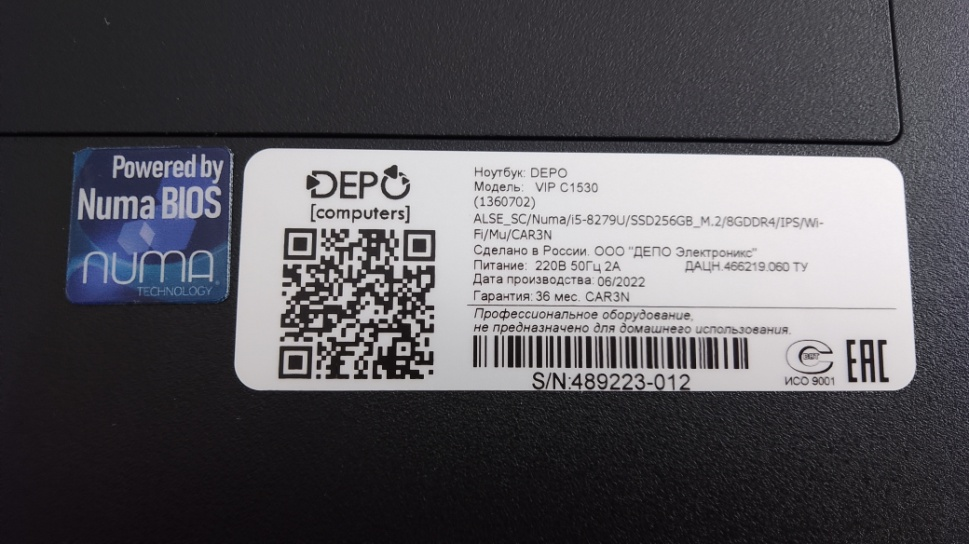 Powered by
Numa BIOS
NUMA
TECHNOLOGY
DEPO
[computers]
Ноутбук: DEPO
Модель: VIP C1530
(1360702)
ALSE_SC/Numa/i5-8279U/SSD256GB_M.2/8GDDR4/IPS/Wi-
Fi/Mu/CAR3N
Сделано в России. ООО "ДЕПО Электроникс"
Питание: 220В 50Гц 2А ДАЦН.466219.060 ТУ
Дата производства: 06/2022
Гарантия: 36 мес. CAR3N
Профессиональное оборудование,
не предназначено для домашнего использования.
S/N:489223-012
ИСО 9001
EAC